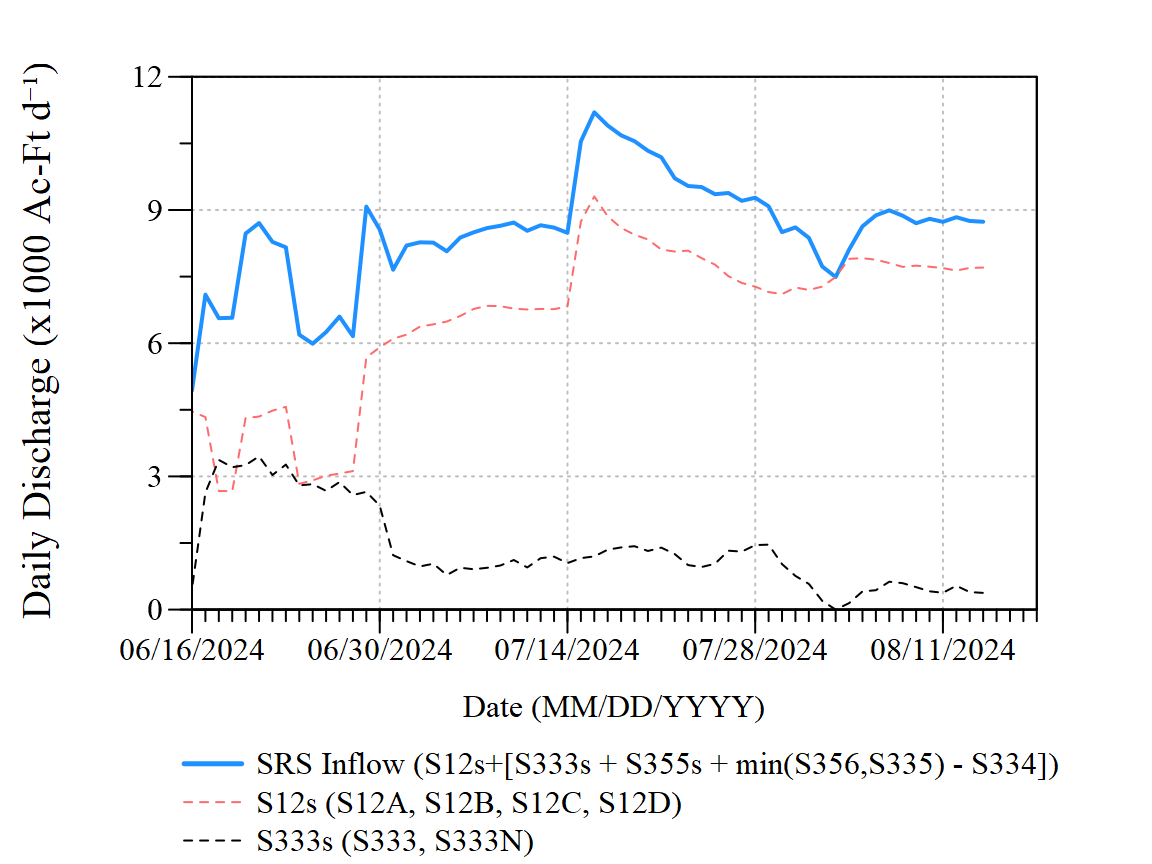 Daily Discharge (x1000 Ac-Ft d⁻¹)
12
9
6
3
0
06/16/2024 06/30/2024 07/14/2024 07/28/2024 08/11/2024
Date (MM/DD/YYYY)
SRS Inflow (S12s+[S333s + S355s + min(S356,S335) - S334])
S12s (S12A, S12B, S12C, S12D)
S333s (S333, S333N)